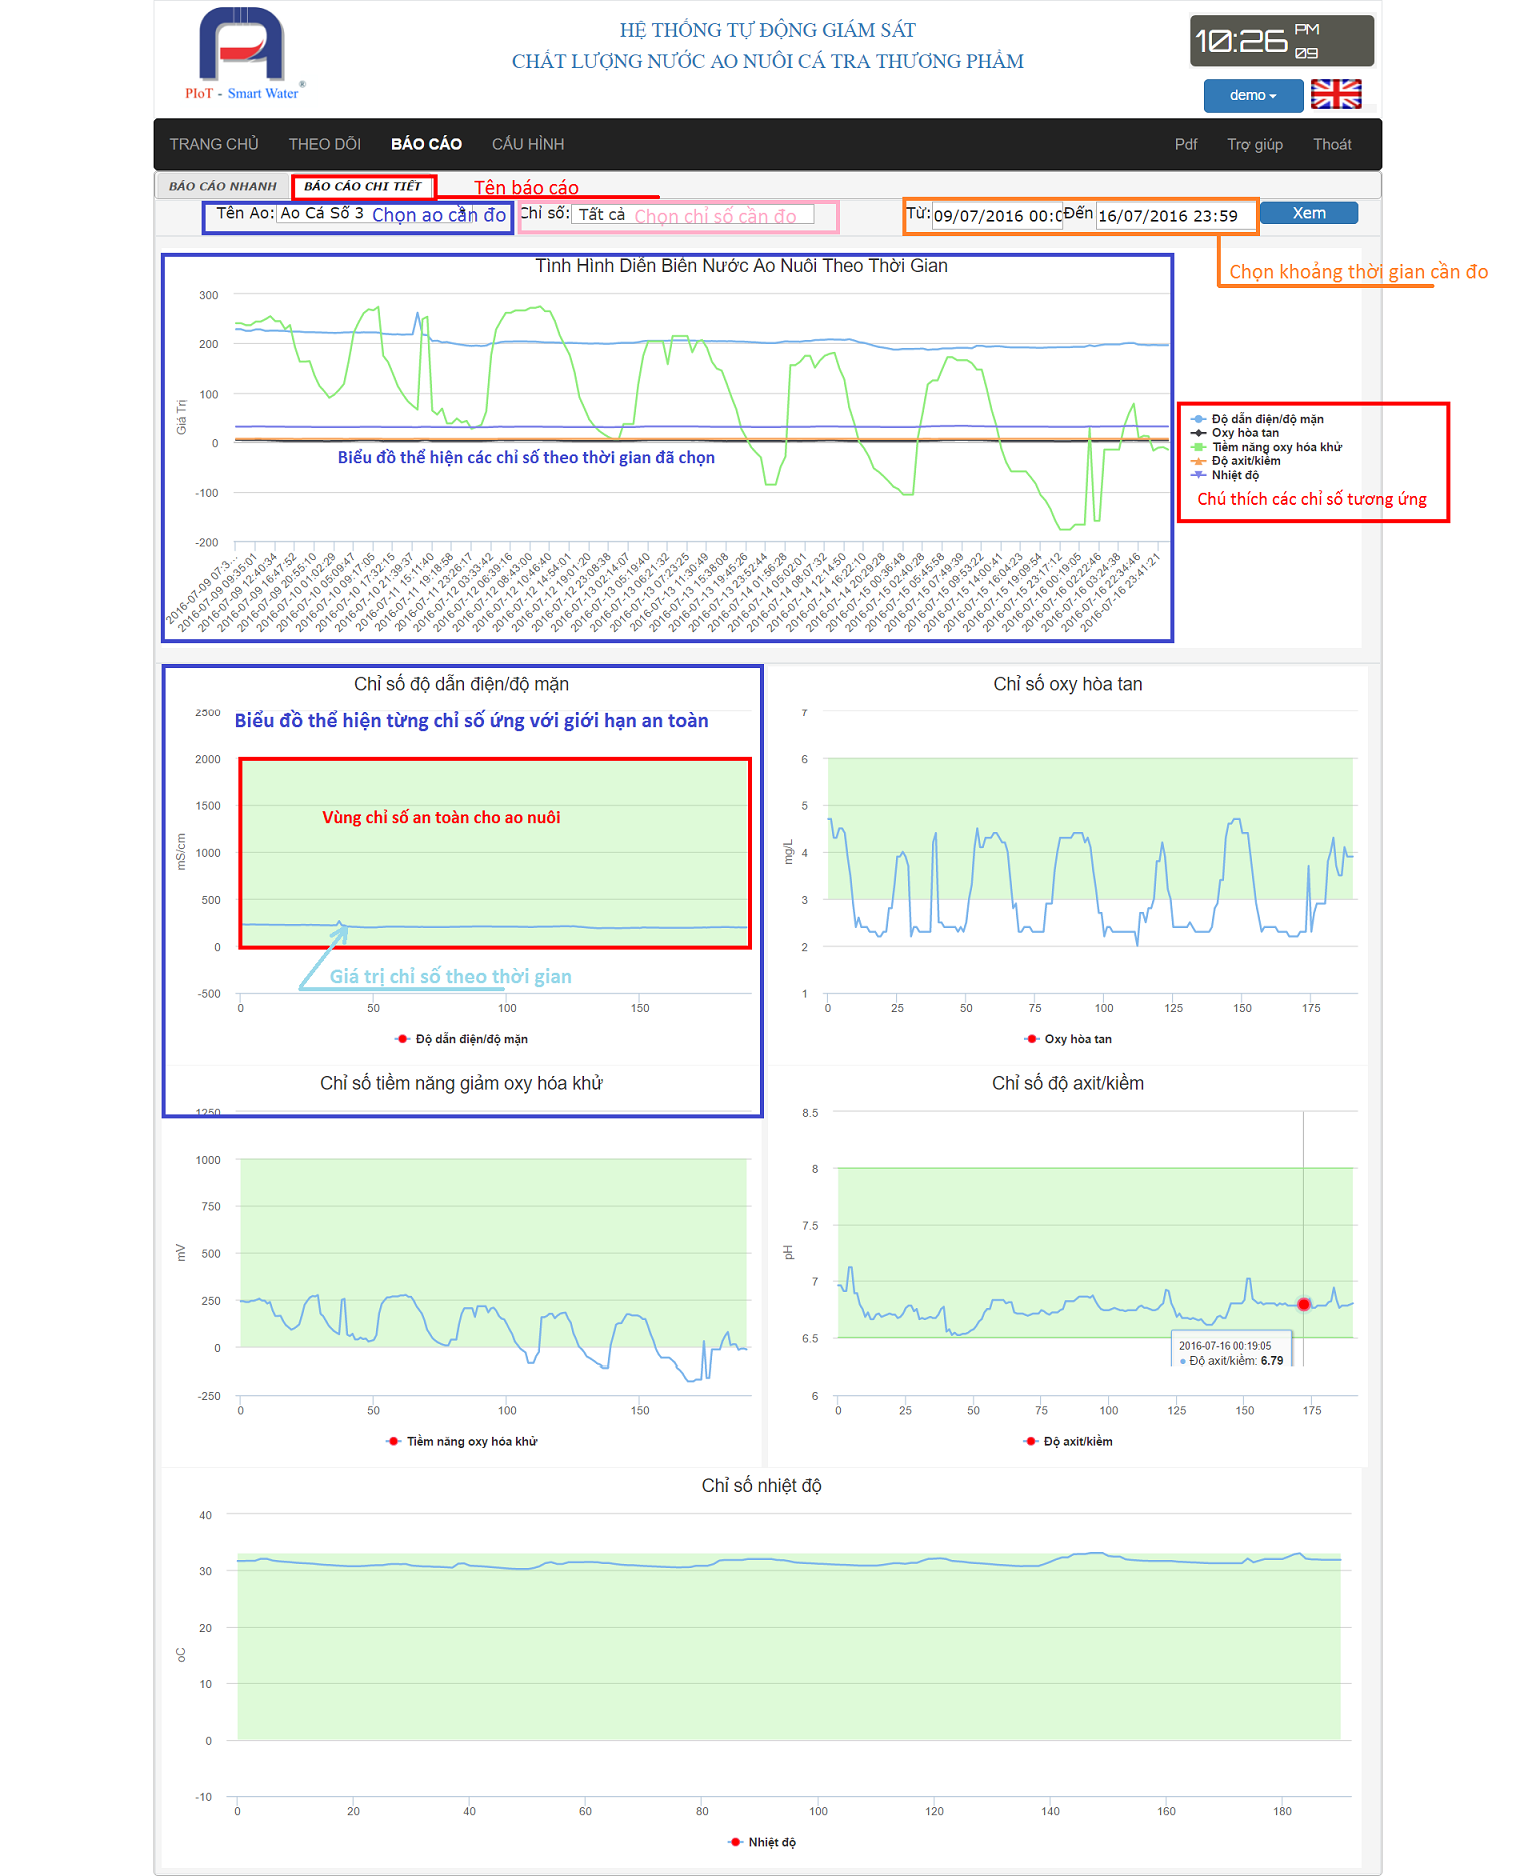 PIoT - Smart Water®
HỆ THỐNG TỰ ĐỘNG GIÁM SÁT
CHẤT LƯỢNG NƯỚC AO NUÔI CÁ TRA THƯƠNG PHẨM
10:26 PM 09
demo
TRANG CHỦ THEO DÕI BÁO CÁO CẤU HÌNH Pdf Trợ giúp Thoát
BÁO CÁO NHANH BÁO CÁO CHI TIẾT Tên báo cáo
Tên Ao: Ao Cá Số 3 Chọn ao cần đo Chỉ số: Tất cả Chọn chỉ số cần đo Từ: 09/07/2016 00:0 Đến 16/07/2016 23:59 Xem
Chọn khoảng thời gian cần đo
Tình Hình Diễn Biến Nước Ao Nuôi Theo Thời Gian
300
200
100
0
-100
-200
Giá Trị
Biểu đồ thể hiện các chỉ số theo thời gian đã chọn
2016-07-09 07:3... 2016-07-09 09:35:01 2016-07-09 12:40:34 2016-07-09 16:47:52 2016-07-09 20:55:10 2016-07-10 01:02:29 2016-07-10 05:09:47 2016-07-10 09:17:05 2016-07-10 17:32:15 2016-07-10 21:39:37 2016-07-11 15:11:40 2016-07-11 19:18:58 2016-07-11 23:26:17 2016-07-12 03:33:42 2016-07-12 06:39:16 2016-07-12 08:43:00 2016-07-12 10:46:40 2016-07-12 14:54:01 2016-07-12 19:01:20 2016-07-12 23:08:38 2016-07-13 02:14:07 2016-07-13 05:19:40 2016-07-13 06:21:32 2016-07-13 07:23:25 2016-07-13 11:30:49 2016-07-13 15:38:08 2016-07-13 19:45:26 2016-07-13 23:52:44 2016-07-14 01:56:28 2016-07-14 05:02:01 2016-07-14 08:07:32 2016-07-14 12:14:50 2016-07-14 16:22:10 2016-07-14 20:29:28 2016-07-15 00:36:48 2016-07-15 02:40:28 2016-07-15 05:45:58 2016-07-15 07:49:39 2016-07-15 09:53:22 2016-07-15 14:00:41 2016-07-15 16:04:23 2016-07-15 19:09:54 2016-07-15 23:17:12 2016-07-16 00:19:05 2016-07-16 02:22:46 2016-07-16 03:24:38 2016-07-16 22:34:46 2016-07-16 23:41:21
Độ dẫn điện/độ mặn
Oxy hòa tan
Tiềm năng oxy hóa khử
Độ axit/kiềm
Nhiệt độ
Chú thích các chỉ số tương ứng
Chỉ số độ dẫn điện/độ mặn
2500 Biểu đồ thể hiện từng chỉ số ứng với giới hạn an toàn
2000
1500 Vùng chỉ số an toàn cho ao nuôi
1000
500
0
-500
mS/cm
Giá trị chỉ số theo thời gian
0 50 100 150
Độ dẫn điện/độ mặn
Chỉ số oxy hòa tan
7
6
5
4
3
2
1
mg/L
0 25 50 75 100 125 150 175
Oxy hòa tan
Chỉ số tiềm năng giảm oxy hóa khử
1250
1000
750
500
250
0
-250
mV
0 50 100 150
Tiềm năng oxy hóa khử
Chỉ số độ axit/kiềm
8.5
8
7.5
7
6.5
6
pH
2016-07-16 00:19:05
Độ axit/kiềm: 6.79
0 25 50 75 100 125 150 175
Độ axit/kiềm
Chỉ số nhiệt độ
40
30
20
10
0
-10
oC
0 20 40 60 80 100 120 140 160 180
Nhiệt độ